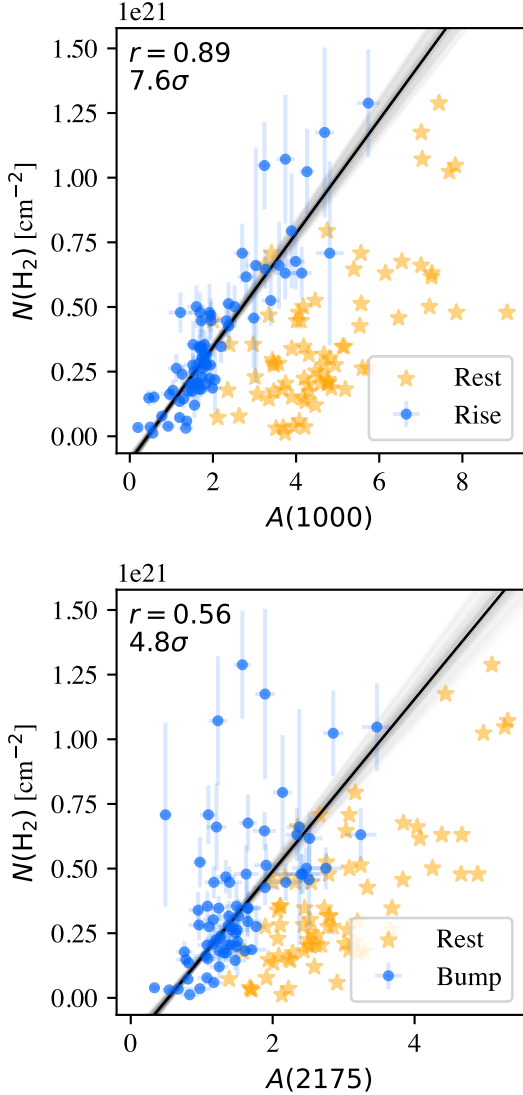 1e21
r = 0.89
7.6σ
1.50
1.25
1.00
0.75
0.50
0.25
0.00
N(H₂) [cm⁻²]
Rest
Rise
0 2 4 6 8
A(1000)
1e21
r = 0.56
4.8σ
1.50
1.25
1.00
0.75
0.50
0.25
0.00
N(H₂) [cm⁻²]
Rest
Bump
0 2 4
A(2175)